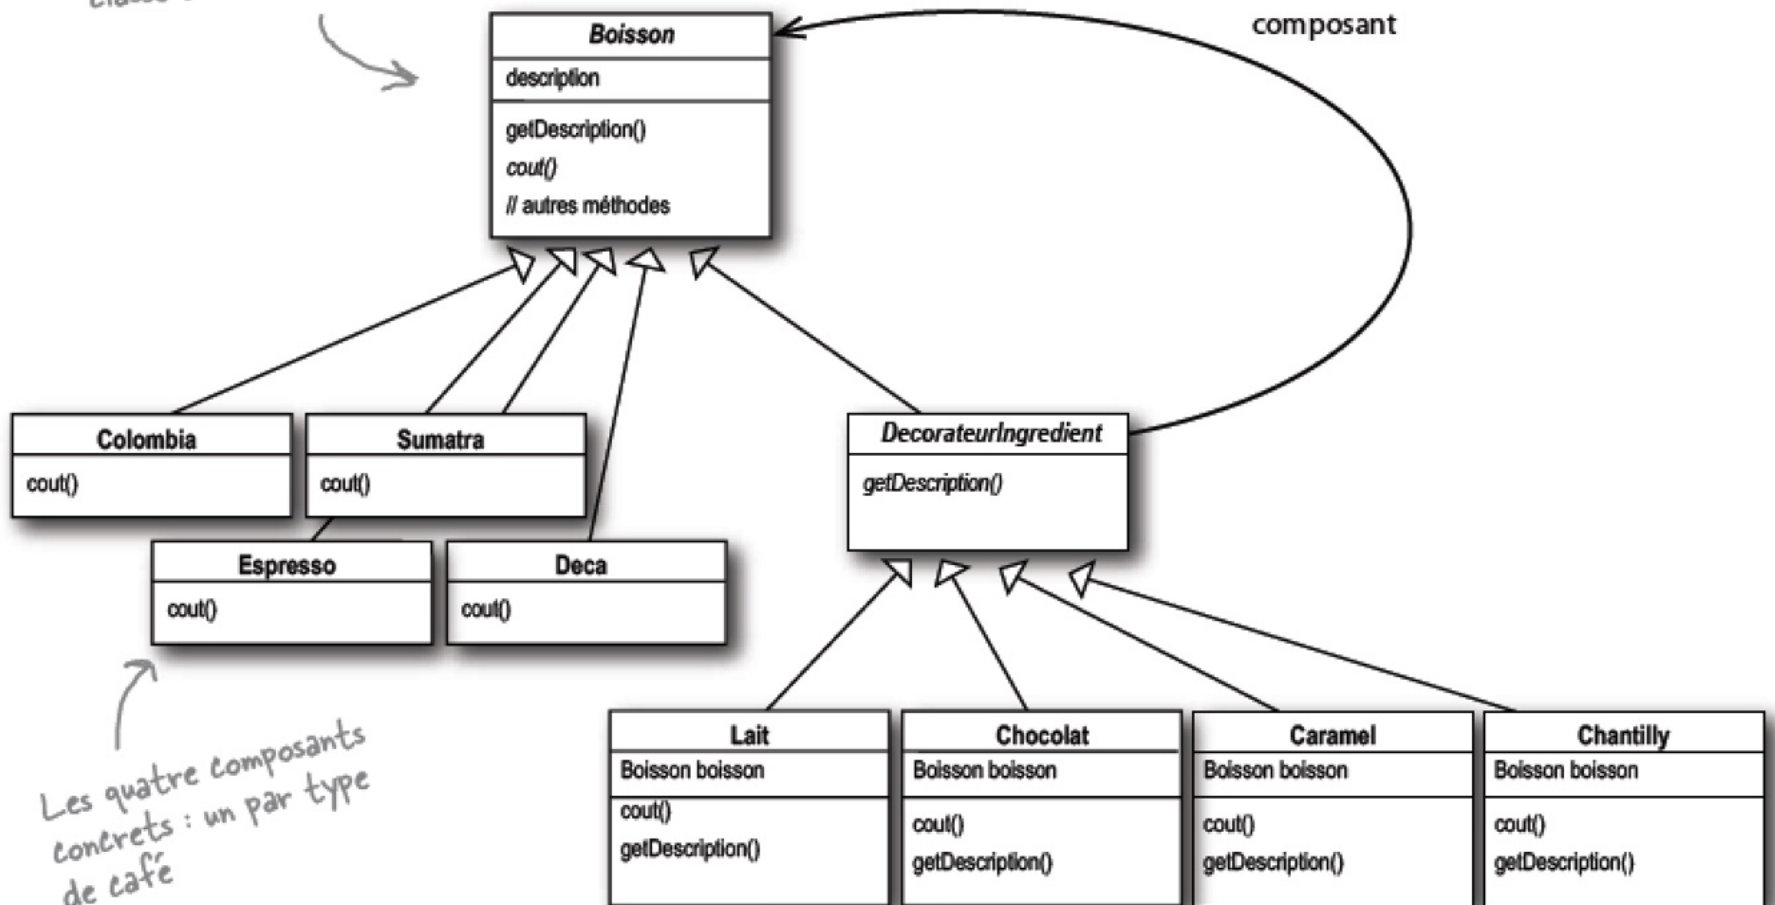 composant
Boisson
description
getDescription()
cout()
// autres méthodes
Colombia
cout()
Sumatra
cout()
DecorateurIngredient
getDescription()
Espresso
cout()
Deca
cout()
Les quatre composants
concrets : un par type
de café
Lait
Boisson boisson
cout()
getDescription()
Chocolat
Boisson boisson
cout()
getDescription()
Caramel
Boisson boisson
cout()
getDescription()
Chantilly
Boisson boisson
cout()
getDescription()